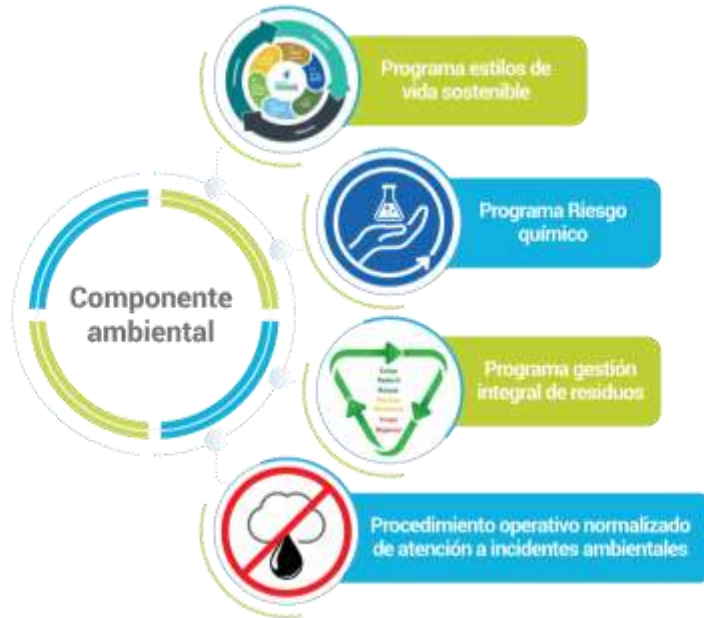 Programa estilos de
vida sostenible
Programa Riesgo
químico
Componente
ambiental
Programa gestión
integral de residuos
Procedimiento operativo normalizado
de atención a incidentes ambientales